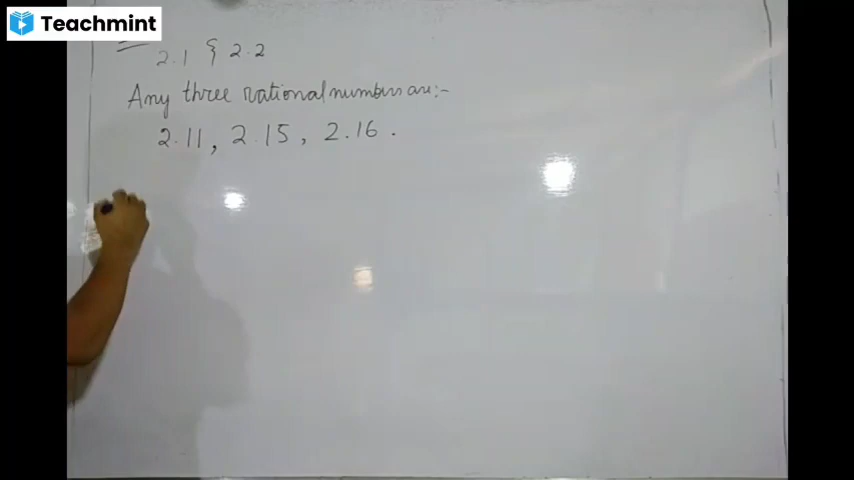 Teachmint
2.1 & 2.2
Any three rational numbers are:-
2.11, 2.15, 2.16.